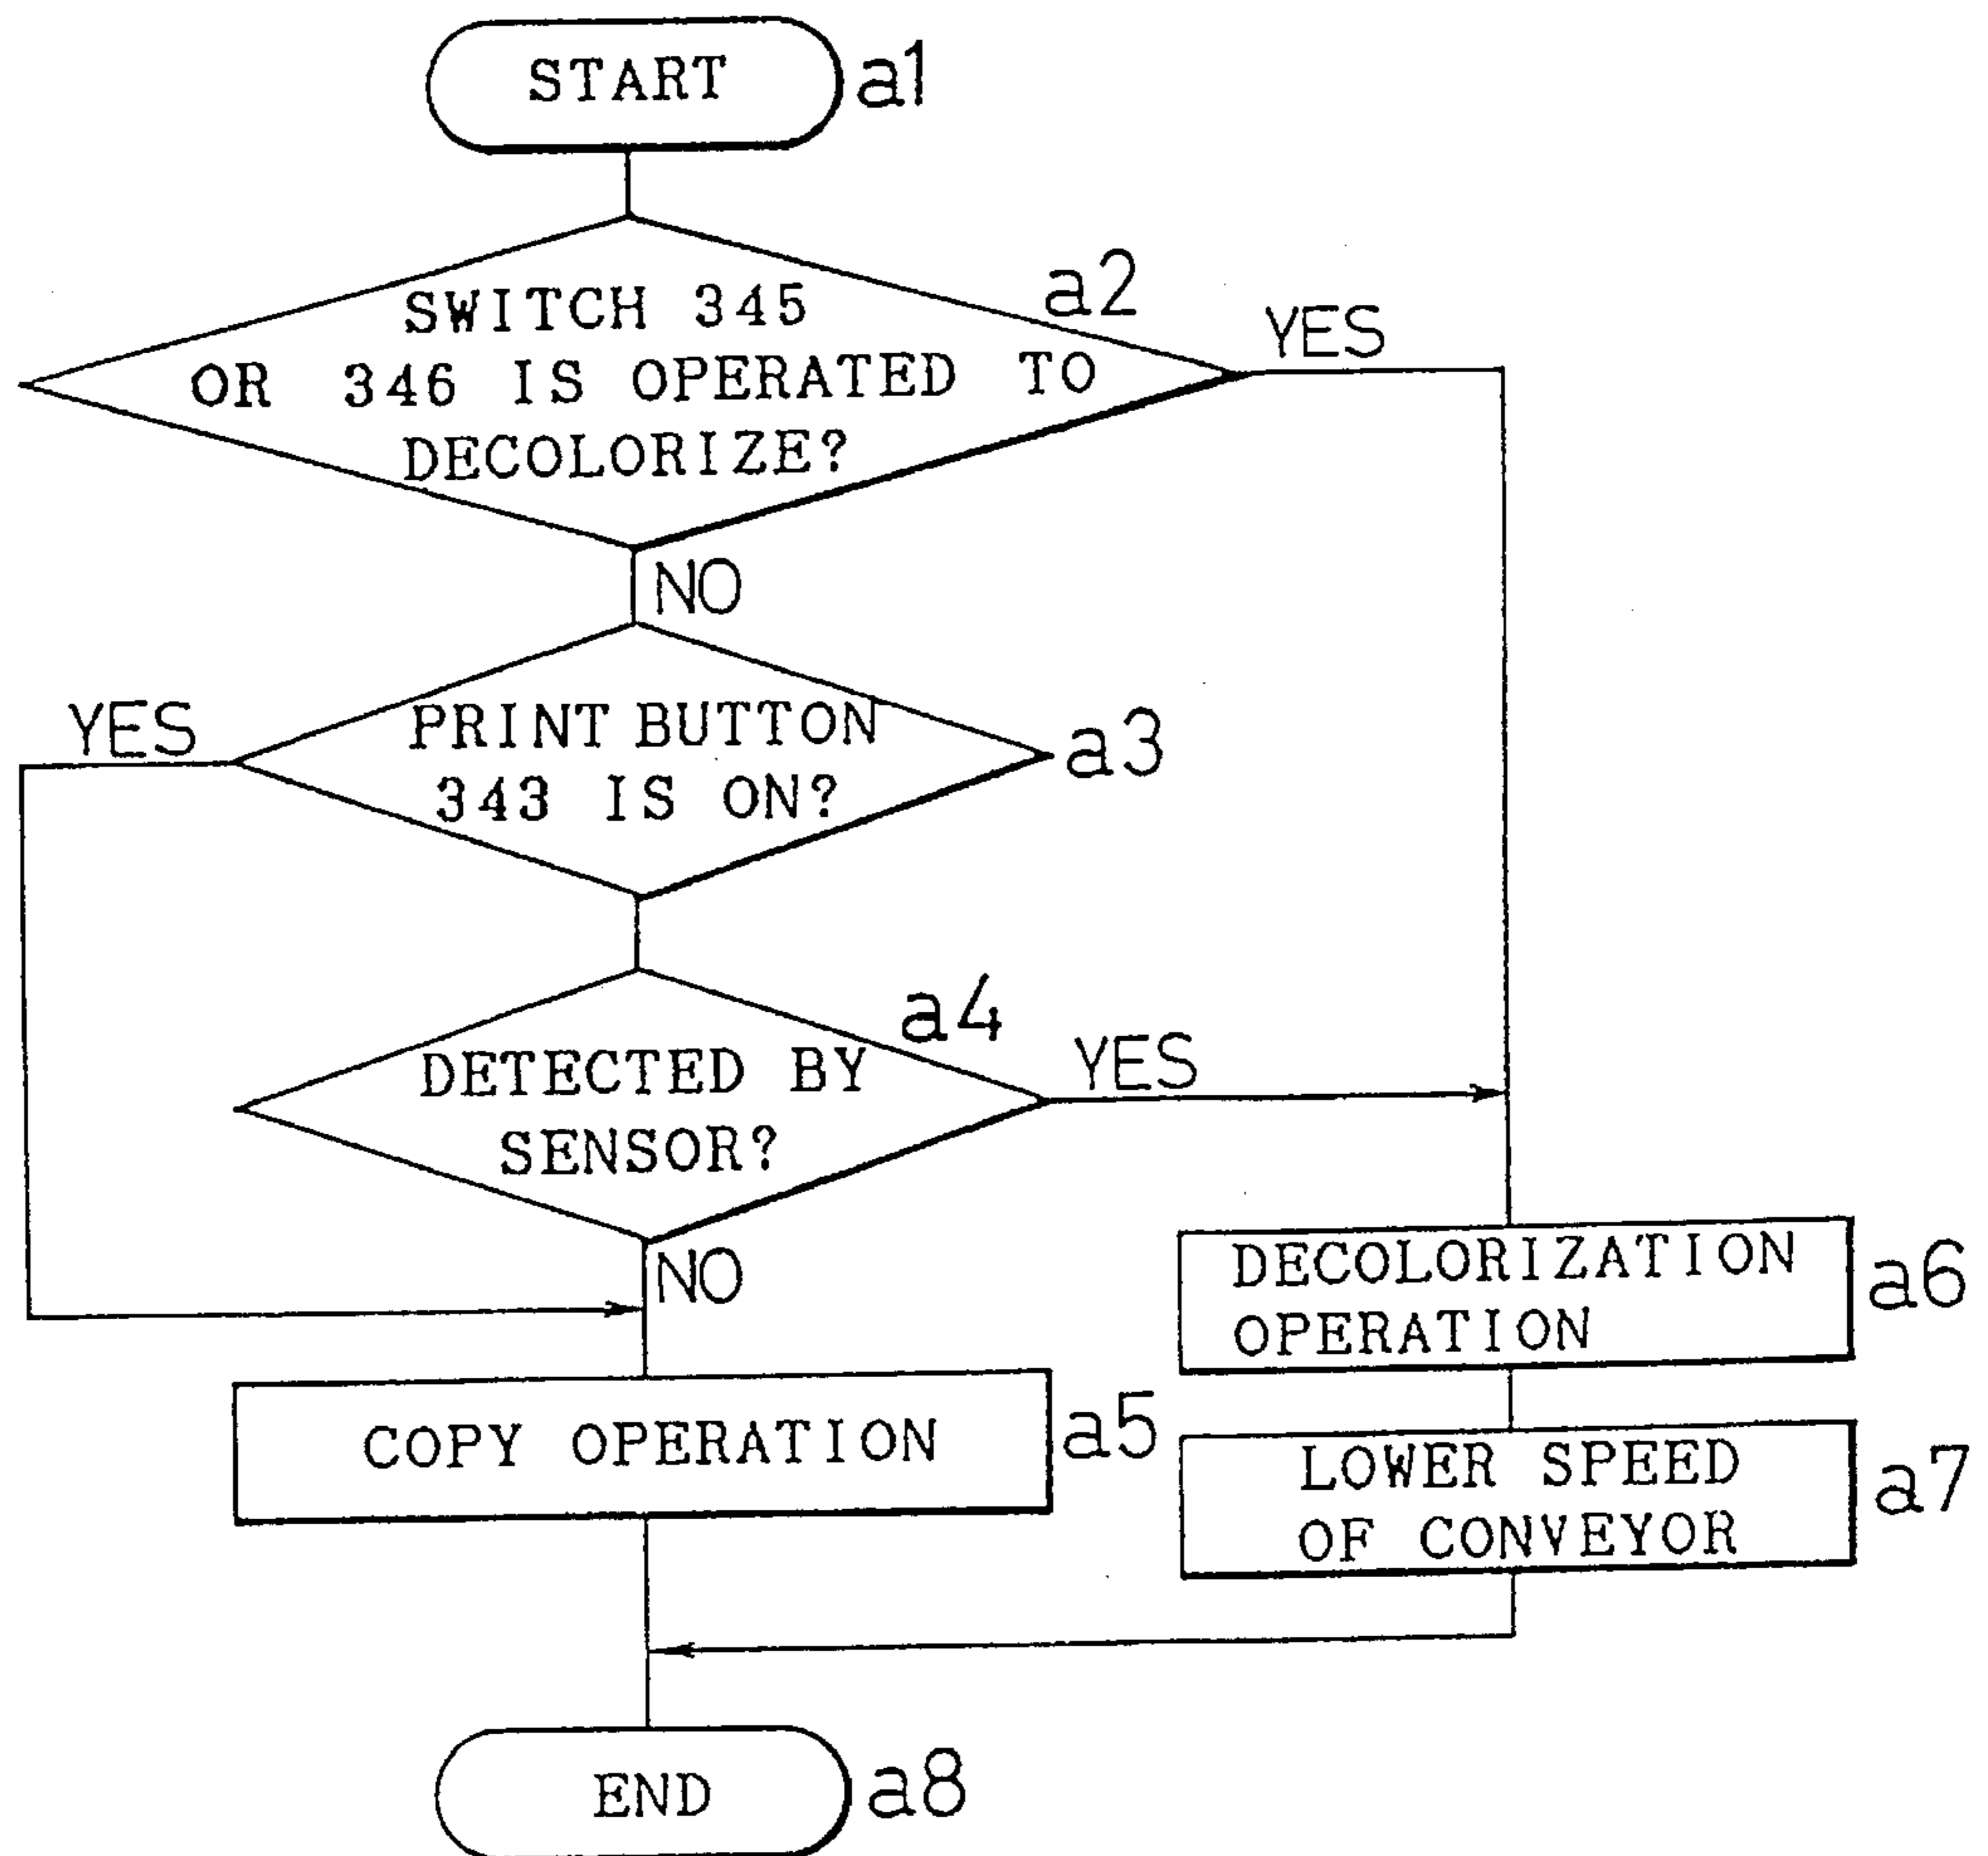 START
a1
SWITCH 345
OR 346 IS OPERATED TO
DECOLORIZE?
a2
YES
NO
PRINT BUTTON
343 IS ON?
a3
YES
DETECTED BY
SENSOR?
a4
YES
NO
COPY OPERATION
a5
DECOLORIZATION
OPERATION
a6
LOWER SPEED
OF CONVEYOR
a7
END
a8